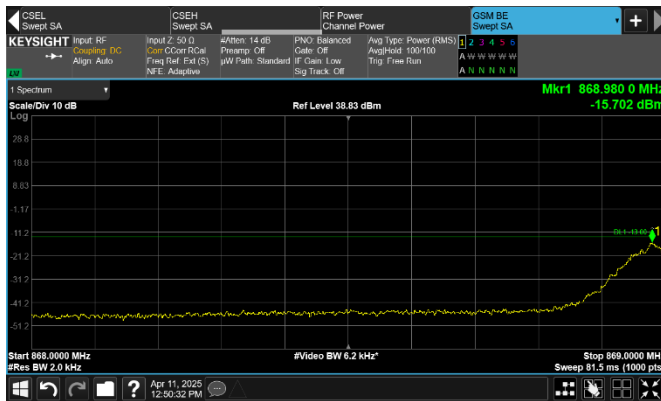 CSEL
Swept SA
CSEH
Swept SA
RF Power
Channel Power
GSM BE
Swept SA
KEYSIGHT
Input: RF
Coupling: DC
Align: Auto
Input Z: 50 Ω
Corr CCorr RCal
Freq Ref: Ext (S)
NFE: Adaptive
#Atten: 14 dB
Preamp: Off
µW Path: Standard
PNO: Balanced
Gate: Off
IF Gain: Low
Sig Track: Off
Avg Type: Power (RMS)
Avg|Hold: 100/100
Trig: Free Run
1 2 3 4 5 6
A W W W W W
A N N N N N
LXI
1 Spectrum
Scale/Div 10 dB
Ref Level 38.83 dBm
Mkr1 868.980 0 MHz
-15.702 dBm
Log
28.8
18.8
8.83
-1.17
-11.2
-21.2
-31.2
-41.2
-51.2
DL1 -13.00
1
Start 868.0000 MHz
#Res BW 2.0 kHz
#Video BW 6.2 kHz*
Stop 869.0000 MHz
Sweep 81.5 ms (1000 pts)
?
Apr 11, 2025
12:50:32 PM